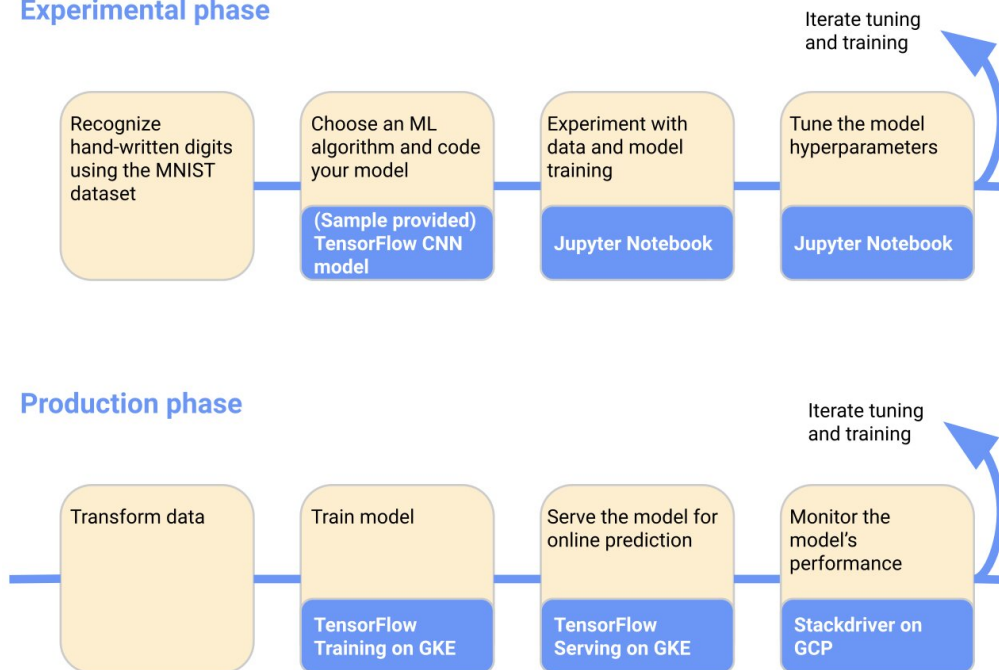 Experimental phase
Iterate tuning
and training
Recognize
hand-written digits
using the MNIST
dataset
Choose an ML
algorithm and code
your model
(Sample provided)
TensorFlow CNN
model
Experiment with
data and model
training
Jupyter Notebook
Tune the model
hyperparameters
Jupyter Notebook
Production phase
Iterate tuning
and training
Transform data
Train model
TensorFlow
Training on GKE
Serve the model for
online prediction
TensorFlow
Serving on GKE
Monitor the
model's
performance
Stackdriver on
GCP